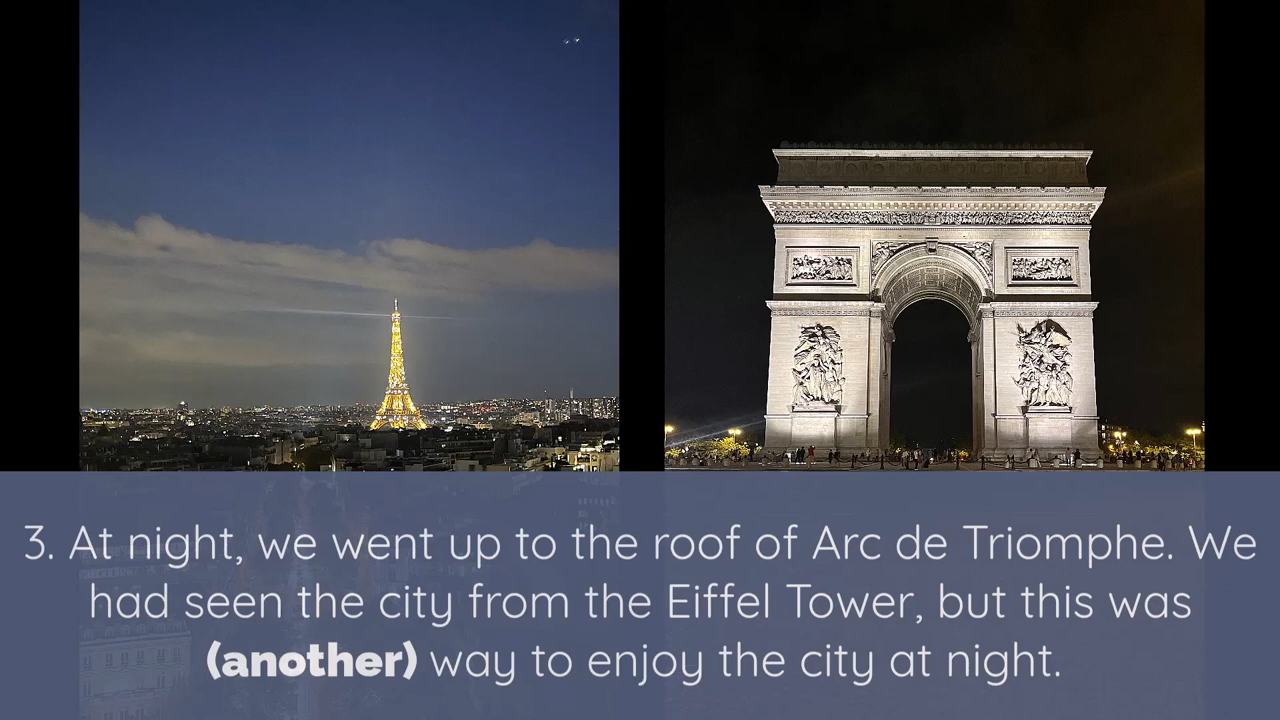 3. At night, we went up to the roof of Arc de Triomphe. We
had seen the city from the Eiffel Tower, but this was
(another) way to enjoy the city at night.